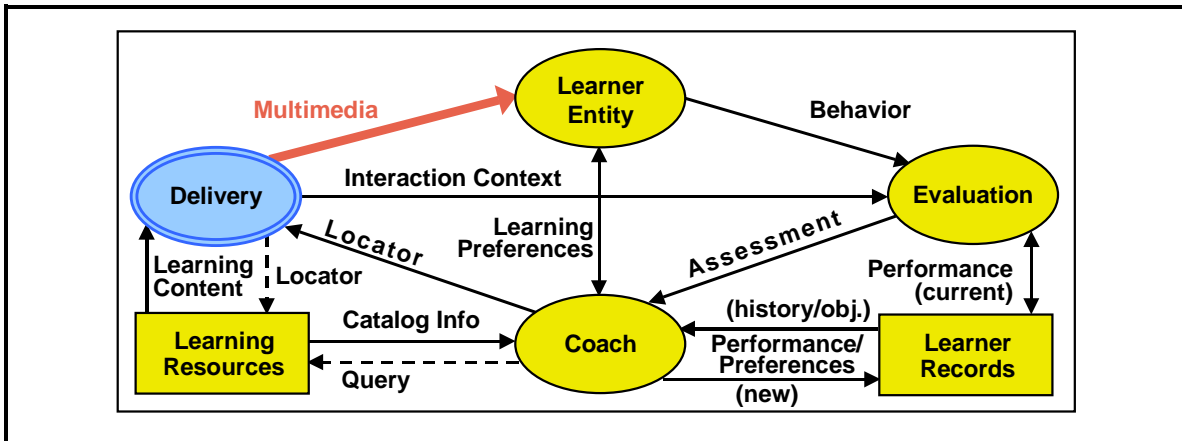 Learner
Entity
Multimedia
Behavior
Delivery
Interaction Context
Evaluation
Learning
Preferences
Locator
Assessment
Learning
Content
Locator
Performance
(current)
Learning
Resources
Catalog Info
Query
Coach
(history/obj.)
Performance/
Preferences
(new)
Learner
Records